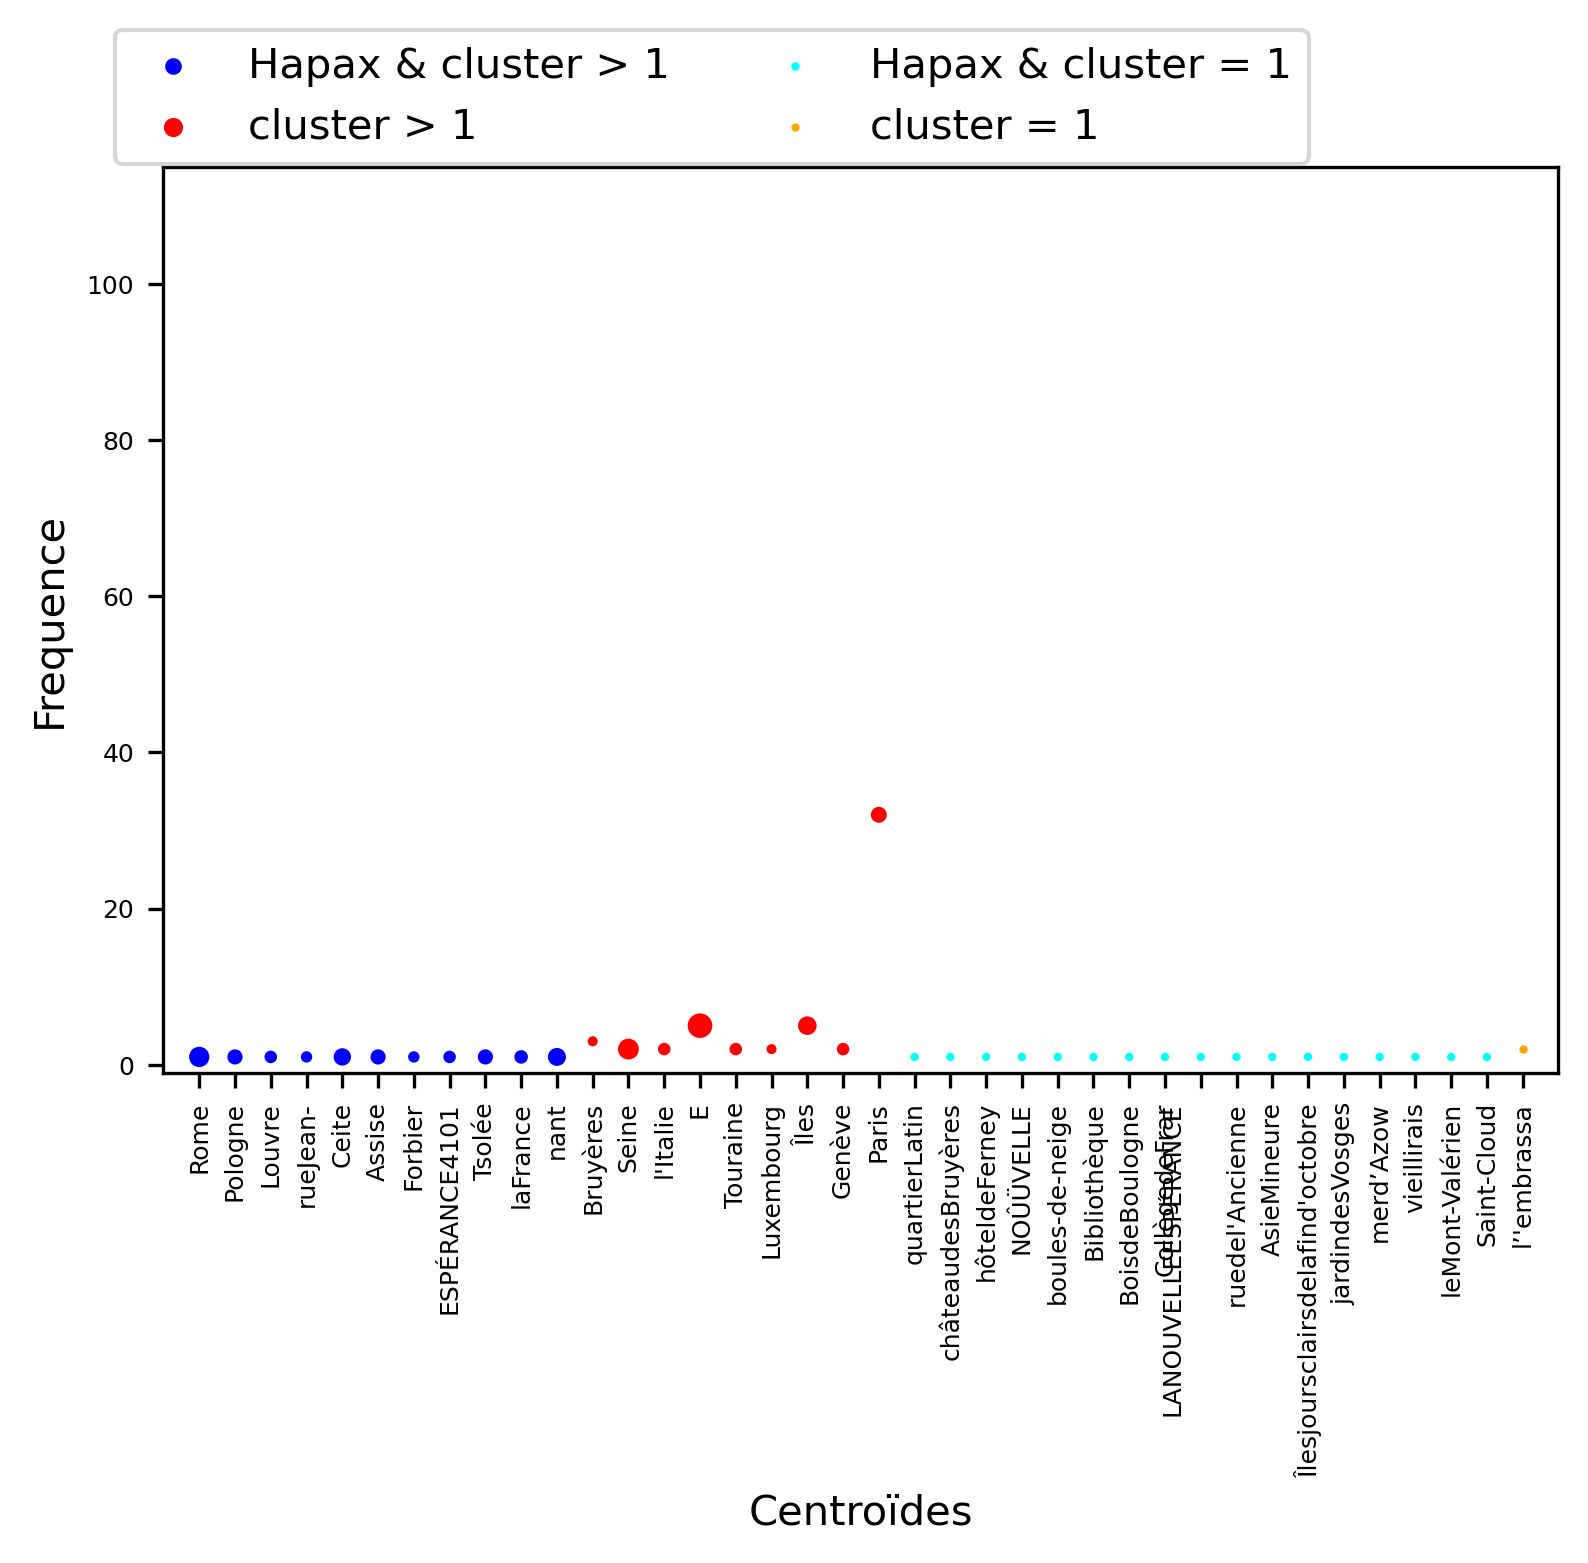 Hapax & cluster > 1
cluster > 1
Hapax & cluster = 1
cluster = 1
Frequence
100
80
60
40
20
0
Rome
Pologne
Louvre
rueJean-
Ceite
Assise
Forbier
ESPÉRANCE4101
Tsolée
laFrance
nant
Bruyères
Seine
l'Italie
E
Touraine
Luxembourg
Îles
Genève
Paris
quartierLatin
châteaudesBruyères
hôteldeFerney
NOÛÜVELLE
boules-de-neige
Bibliothèque
BoisdeBoulogne
ruedel'Ancienne
AsieMineure
Îlesjoursclairsdelafind'octobre
jardindesVosges
merd’Azow
vieillirais
leMont-Valérien
Saint-Cloud
l’'embrassa
Centroïdes